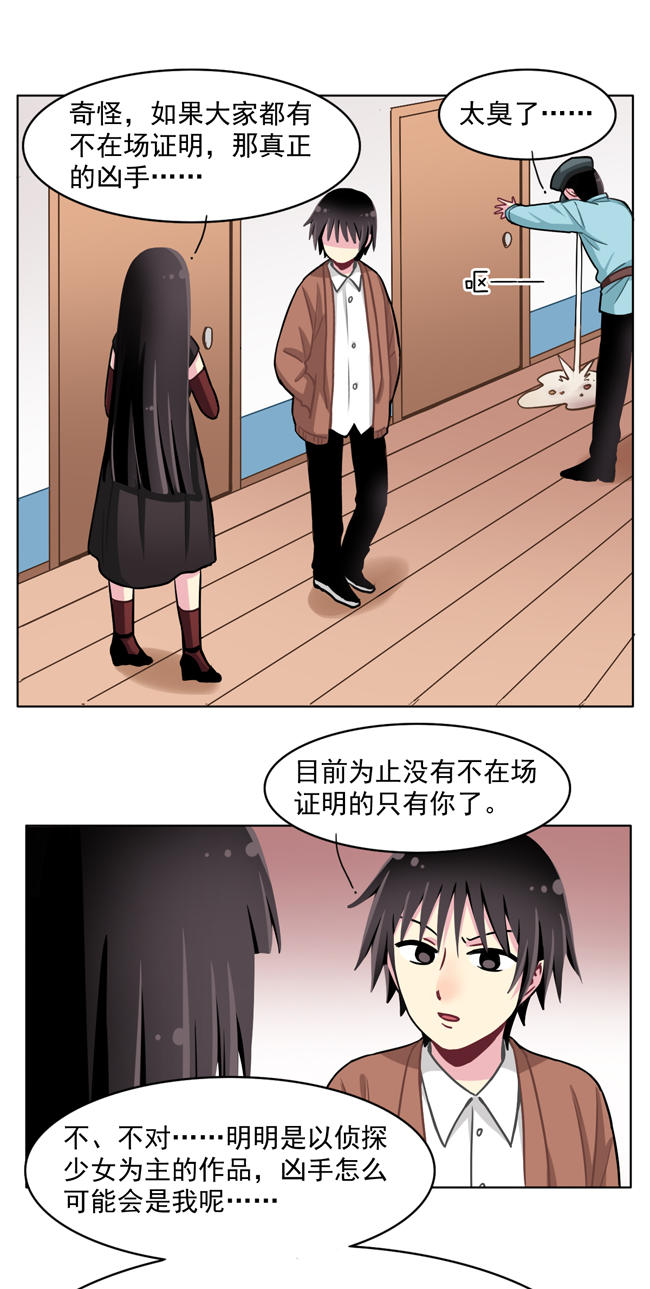 奇怪，如果大家都有
不在场证明，那真正
的凶手……
太臭了……
呕
目前为止没有不在场
证明的只有你了。
不、不对……明明是以侦探
少女为主的作品，凶手怎么
可能会是我呢……